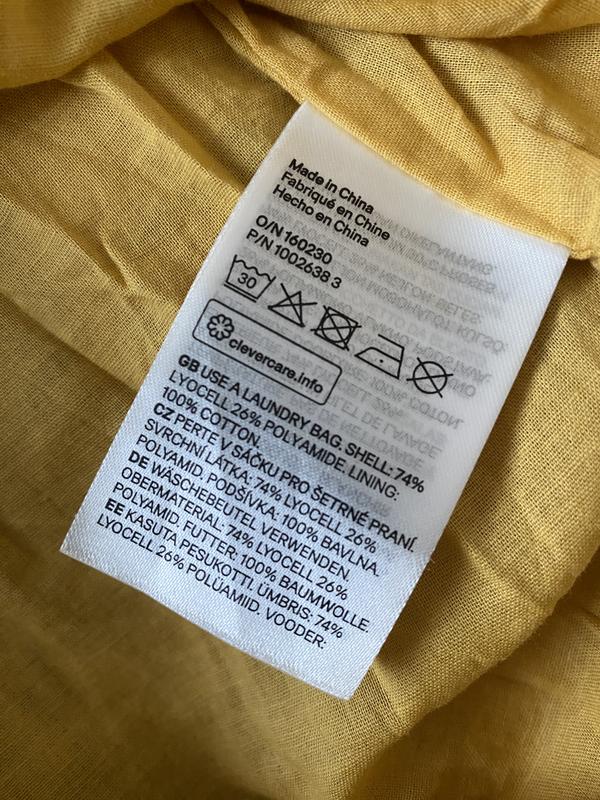 Made in China
Fabriqué en Chine
Hecho en China
O/N 160230
P/N 1002638 3
30
clevercare.info
GB USE A LAUNDRY BAG. SHELL: 74%
LYOCELL 26% POLYAMIDE. LINING:
100% COTTON.
CZ PERTE V SÁČKU PRO ŠETRNÉ PRANÍ.
SVRCHNÍ LÁTKA: 74% LYOCELL 26%
POLYAMID. PODŠÍVKA: 100% BAVLNA.
DE WÄSCHEBEUTEL VERWENDEN.
OBERMATERIAL: 74% LYOCELL 26%
POLYAMID. FUTTER: 100% BAUMWOLLE.
EE KASUTA PESUKOTTI. ÜMBRIS: 74%
LYOCELL 26% POLÜAMIID. VOODER: